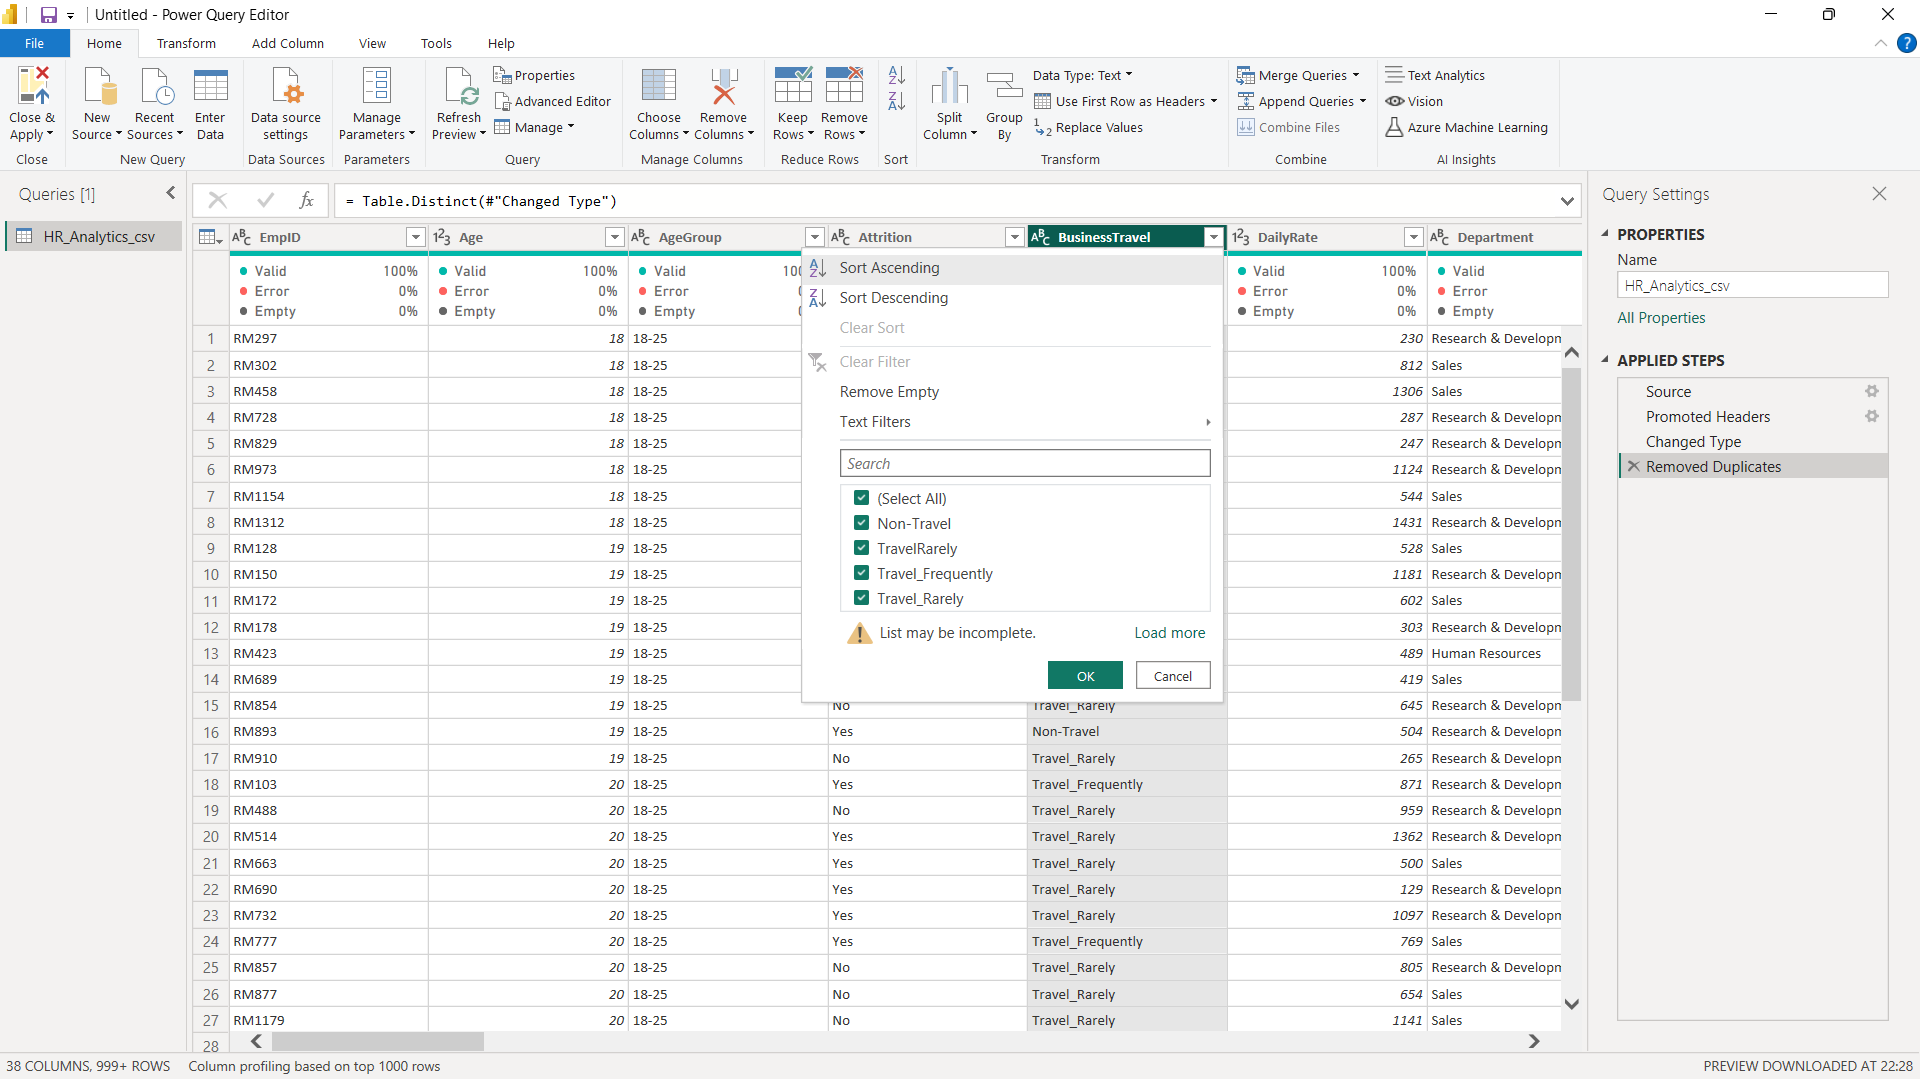 Untitled - Power Query Editor
File Home Transform Add Column View Tools Help
Close & Apply
Close
New Source
Recent Sources
Enter Data
New Query
Data source settings
Data Sources
Manage Parameters
Parameters
Refresh Preview
Properties
Advanced Editor
Manage
Query
Choose Columns
Remove Columns
Manage Columns
Keep Rows
Remove Rows
Reduce Rows
Sort
Split Column
Group By
Data Type: Text
Use First Row as Headers
Replace Values
Transform
Merge Queries
Append Queries
Combine Files
Combine
Text Analytics
Vision
Azure Machine Learning
AI Insights
Queries [1]
HR_Analytics_csv
fx
= Table.Distinct(#"Changed Type")
EmpID Age AgeGroup Attrition BusinessTravel DailyRate Department
Valid 100% Valid 100% Valid Valid 100% Valid
Error 0% Error 0% Error Error 0% Error
Empty 0% Empty 0% Empty Empty 0% Empty
1 RM297 18 18-25 230 Research & Develop
2 RM302 18 18-25 812 Sales
3 RM458 18 18-25 1306 Sales
4 RM728 18 18-25 287 Research & Develop
5 RM829 18 18-25 247 Research & Develop
6 RM973 18 18-25 1124 Research & Develop
7 RM1154 18 18-25 544 Sales
8 RM1312 18 18-25 1431 Research & Develop
9 RM128 19 18-25 528 Sales
10 RM150 19 18-25 1181 Research & Develop
11 RM172 19 18-25 602 Sales
12 RM178 19 18-25 303 Research & Develop
13 RM423 19 18-25 489 Human Resources
14 RM689 19 18-25 419 Sales
15 RM854 19 18-25 No Travel_Rarely 645 Research & Develop
16 RM893 19 18-25 Yes Non-Travel 504 Research & Develop
17 RM910 19 18-25 No Travel_Rarely 265 Research & Develop
18 RM103 20 18-25 Yes Travel_Frequently 871 Research & Develop
19 RM488 20 18-25 No Travel_Rarely 959 Research & Develop
20 RM514 20 18-25 Yes Travel_Rarely 1362 Research & Develop
21 RM663 20 18-25 Yes Travel_Rarely 500 Sales
22 RM690 20 18-25 Yes Travel_Rarely 129 Research & Develop
23 RM732 20 18-25 Yes Travel_Rarely 1097 Research & Develop
24 RM777 20 18-25 Yes Travel_Frequently 769 Sales
25 RM857 20 18-25 No Travel_Rarely 805 Research & Develop
26 RM877 20 18-25 No Travel_Rarely 654 Sales
27 RM1179 20 18-25 No Travel_Rarely 1141 Sales
28
Sort Ascending
Sort Descending
Clear Sort
Clear Filter
Remove Empty
Text Filters
Search
(Select All)
Non-Travel
TravelRarely
Travel_Frequently
Travel_Rarely
List may be incomplete. Load more
OK Cancel
Query Settings
PROPERTIES
Name
HR_Analytics_csv
All Properties
APPLIED STEPS
Source
Promoted Headers
Changed Type
Removed Duplicates
38 COLUMNS, 999+ ROWS Column profiling based on top 1000 rows PREVIEW DOWNLOADED AT 22:28